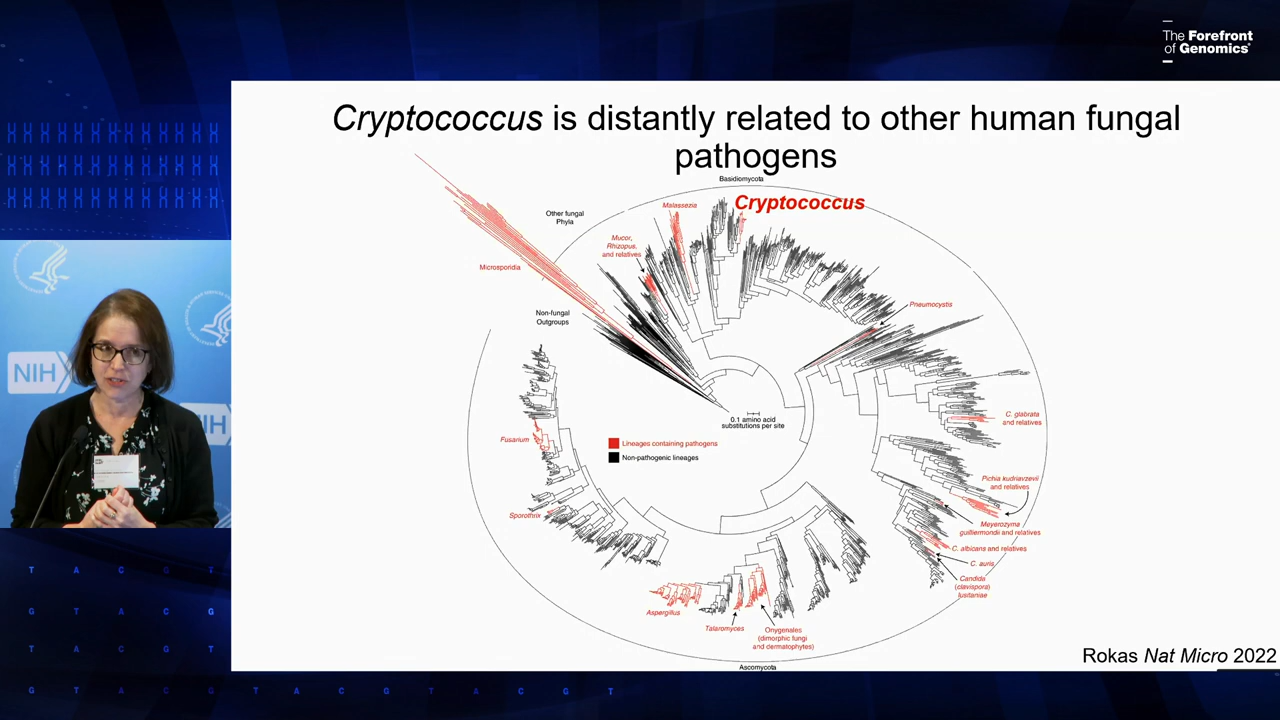 The Forefront
of Genomics®
Cryptococcus is distantly related to other human fungal
pathogens
Basidiomycota
Cryptococcus
Malassezia
Other fungal
Phyla
Mucor,
Rhizopus,
and relatives
Microsporidia
Pneumocystis
Non-fungal
Outgroups
0.1 amino acid
substitutions per site
C. glabrata
and relatives
Fusarium
Lineages containing pathogens
Non-pathogenic lineages
Pichia kudriavzevii
and relatives
Sporothrix
Meyerozyma
guilliermondii and relatives
C. albicans and relatives
C. auris
Candida
(clavispora)
lusitaniae
Aspergillus
Talaromyces
Onygenales
(dimorphic fungi
and dermatophytes)
Ascomycota
Rokas Nat Micro 2022
NIH
IH
T A C G T
G T A C G
T A C G T
G T A C G T A C G T A C G T